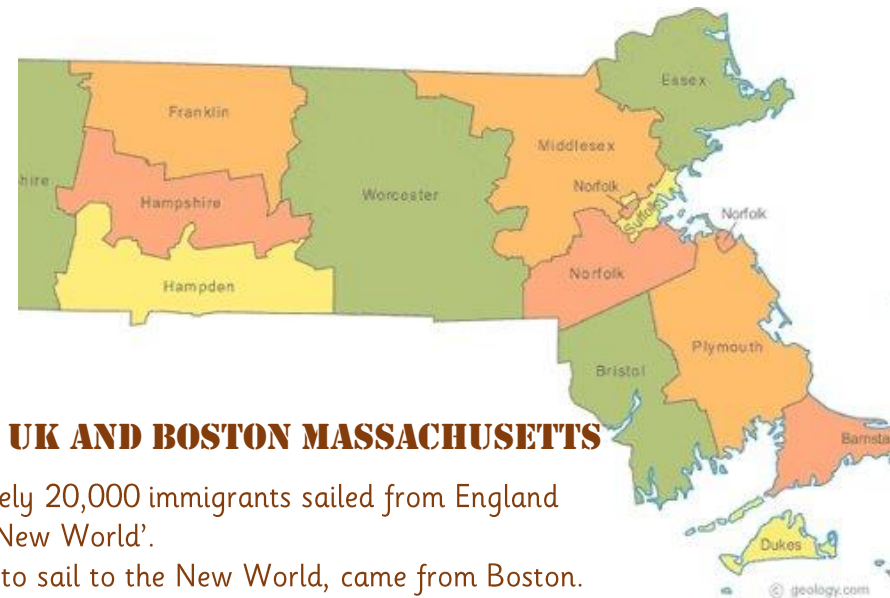 Essex
Franklin
Middlesex
hire
Norfolk
Worcester
Hampshire
Suffolk
Norfolk
Norfolk
Hampden
Plymouth
Bristol
UK AND BOSTON MASSACHUSETTS
Barnsta
ely 20,000 immigrants sailed from England
New World’.
Dukes
to sail to the New World, came from Boston.
© geology.com